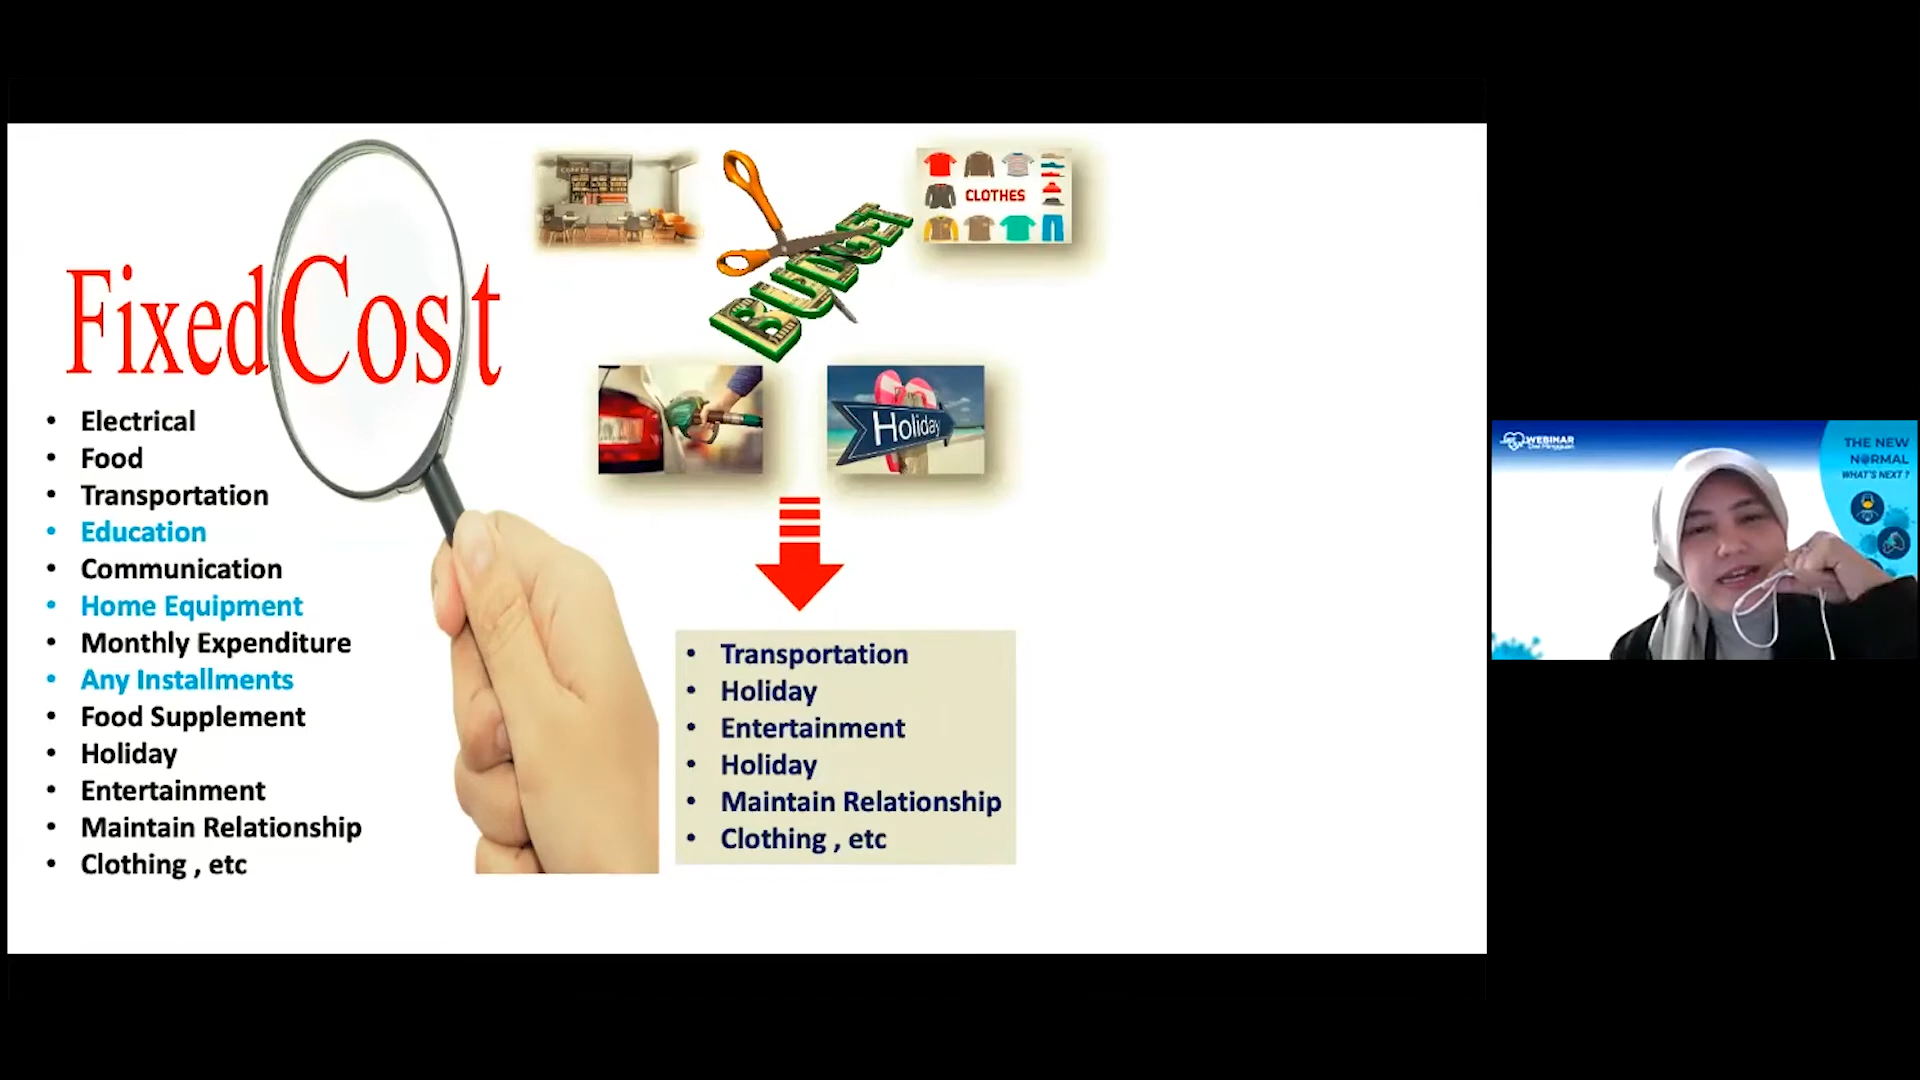 Fixed Cost
• Electrical
• Food
• Transportation
• Education
• Communication
• Home Equipment
• Monthly Expenditure
• Any Installments
• Food Supplement
• Holiday
• Entertainment
• Maintain Relationship
• Clothing , etc
COFFEE
BUDGET
CLOTHES
Holiday
• Transportation
• Holiday
• Entertainment
• Holiday
• Maintain Relationship
• Clothing , etc
WEBINAR
THE NEW
NORMAL
WHAT'S NEXT ?